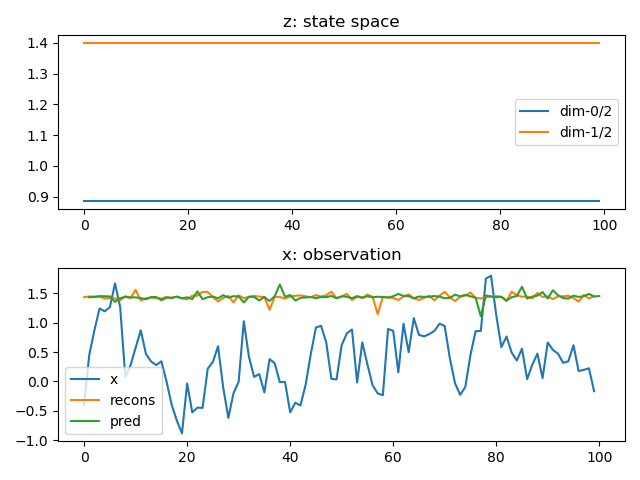 z: state space
1.4
1.3
1.2
1.1
1.0
0.9
dim-0/2
dim-1/2
0 20 40 60 80 100
x: observation
1.5
1.0
0.5
0.0
−0.5
−1.0
x
recons
pred
0 20 40 60 80 100